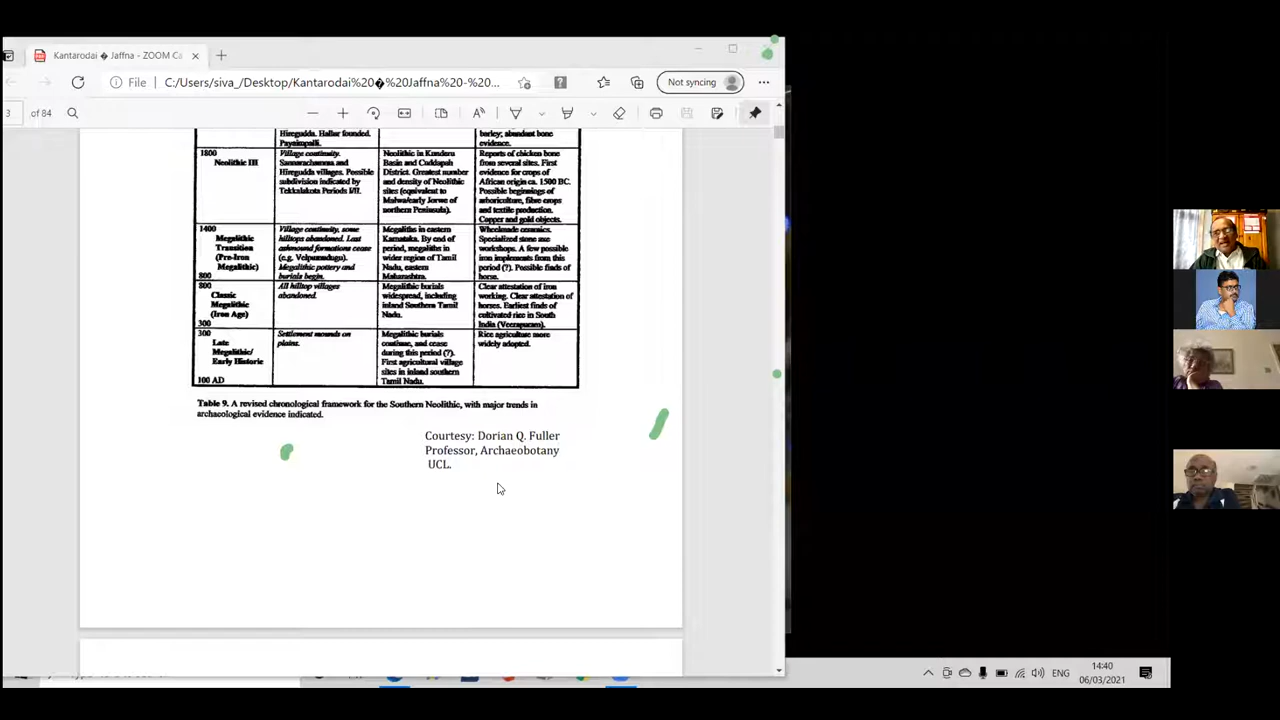 Kantarodai � Jaffna - ZOOM Ca
File C:/Users/siva_/Desktop/Kantarodai%20�%20Jaffna%20-%20... Not syncing
3 of 84
Hiregudda. Hallur founded.
barley; abundant bone
evidence.
1800
Neolithic III
Village continuity.
Sannarachamma and
Hiregudda villages. Possible
subdivision indicated by
Tekkalakota Periods I/II.
Neolithic in Kunderu
Basin and Cuddapah
District. Greatest number
and density of Neolithic
sites (equivalent to
Malwa/early Jorwe of
northern Peninsula).
Reports of chicken bone
from several sites. First
evidence for crops of
African origin ca. 1500 BC.
Possible beginnings of
arboriculture, fibre crops
and textile production.
Copper and gold objects.
1400
Megalithic
Transition
(Pre-Iron
Megalithic)
800
Village continuity, some
hilltops abandoned. Last
ashmound formations cease
(e.g. Velpumudugu).
Megalithic pottery and
burials begin.
Megaliths in eastern
Karnataka. By end of
period, megaliths in
wider region of Tamil
Nadu, eastern
Maharashtra.
Wheelmade ceramics.
Specialized stone axe
workshops. A few possible
iron implements from this
period (?). Possible finds of
horse.
800
Classic
Megalithic
(Iron Age)
300
All hilltop villages
abandoned.
Megalithic burials
widespread, including
inland Southern Tamil
Nadu.
Clear attestation of iron
working. Clear attestation of
horses. Earliest finds of
cultivated rice in South
India (Veerapuram).
300
Late
Megalithic/
Early Historic
100 AD
Settlement mounds on
plains.
Megalithic burials
continue, and cease
during this period (?).
First agricultural village
sites in inland southern
Tamil Nadu.
Rice agriculture more
widely adopted.
Table 9. A revised chronological framework for the Southern Neolithic, with major trends in
archaeological evidence indicated.
Courtesy: Dorian Q. Fuller
Professor, Archaeobotany
UCL.
ENG
14:40
06/03/2021